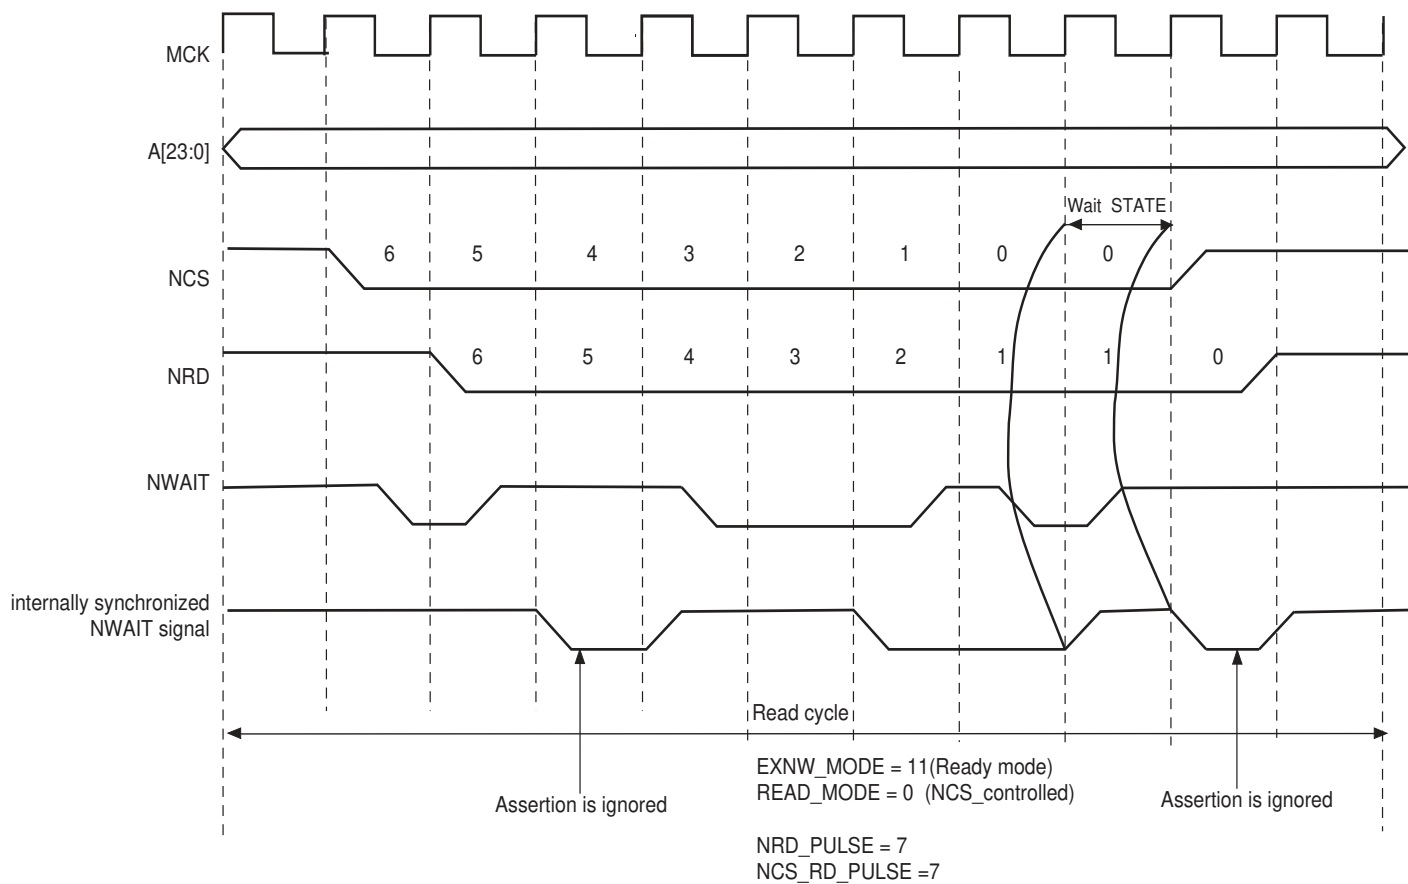 MCK
A[23:0]
Wait STATE
NCS
6 5 4 3 2 1 0 0
NRD
6 5 4 3 2 1 1 0
NWAIT
internally synchronized
NWAIT signal
Read cycle
EXNW_MODE = 11(Ready mode)
READ_MODE = 0 (NCS_controlled)
Assertion is ignored
Assertion is ignored
NRD_PULSE = 7
NCS_RD_PULSE =7